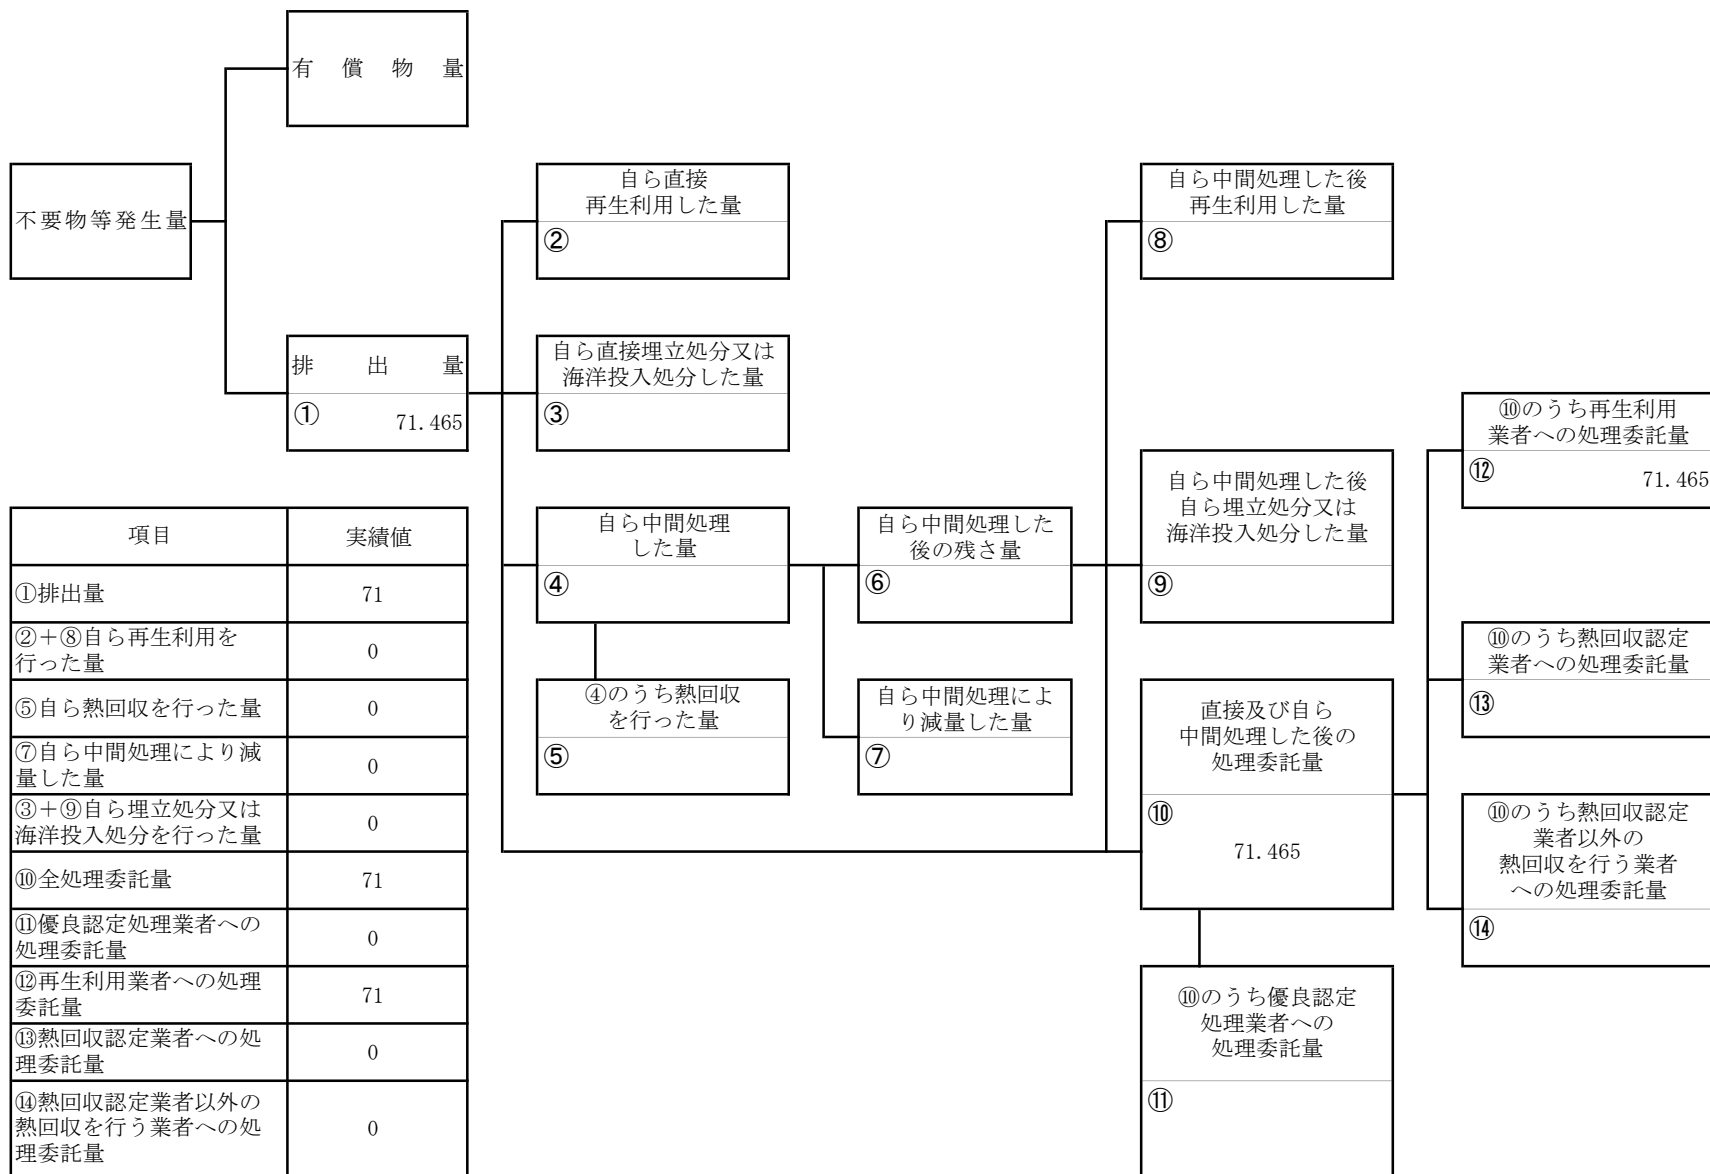 有償物量
不要物等発生量
排出量
①
71.465
自ら直接
再生利用した量
②
自ら直接埋立処分又は
海洋投入処分した量
③
自ら中間処理
した量
④
④のうち熱回収
を行った量
⑤
自ら中間処理した
後の残さ量
⑥
自ら中間処理によ
り減量した量
⑦
自ら中間処理した後
再生利用した量
⑧
自ら中間処理した後
自ら埋立処分又は
海洋投入処分した量
⑨
直接及び自ら
中間処理した後の
処理委託量
⑩
71.465
⑩のうち優良認定
処理業者への
処理委託量
⑪
⑩のうち再生利用
業者への処理委託量
⑫
71.465
⑩のうち熱回収認定
業者への処理委託量
⑬
⑩のうち熱回収認定
業者以外の
熱回収を行う業者
への処理委託量
⑭
項目 実績値
①排出量 71
②+⑧自ら再生利用を
行った量 0
⑤自ら熱回収を行った量 0
⑦自ら中間処理により減
量した量 0
③+⑨自ら埋立処分又は
海洋投入処分を行った量 0
⑩全処理委託量 71
⑪優良認定処理業者への
処理委託量 0
⑫再生利用業者への処理
委託量 71
⑬熱回収認定業者への処
理委託量 0
⑭熱回収認定業者以外の
熱回収を行う業者への処
理委託量 0